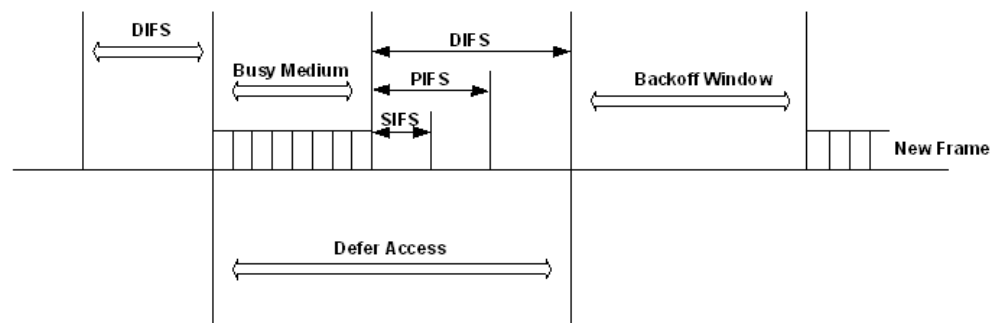 DIFS
DIFS
Busy Medium
PIFS
Backoff Window
SIFS
New Frame
Defer Access